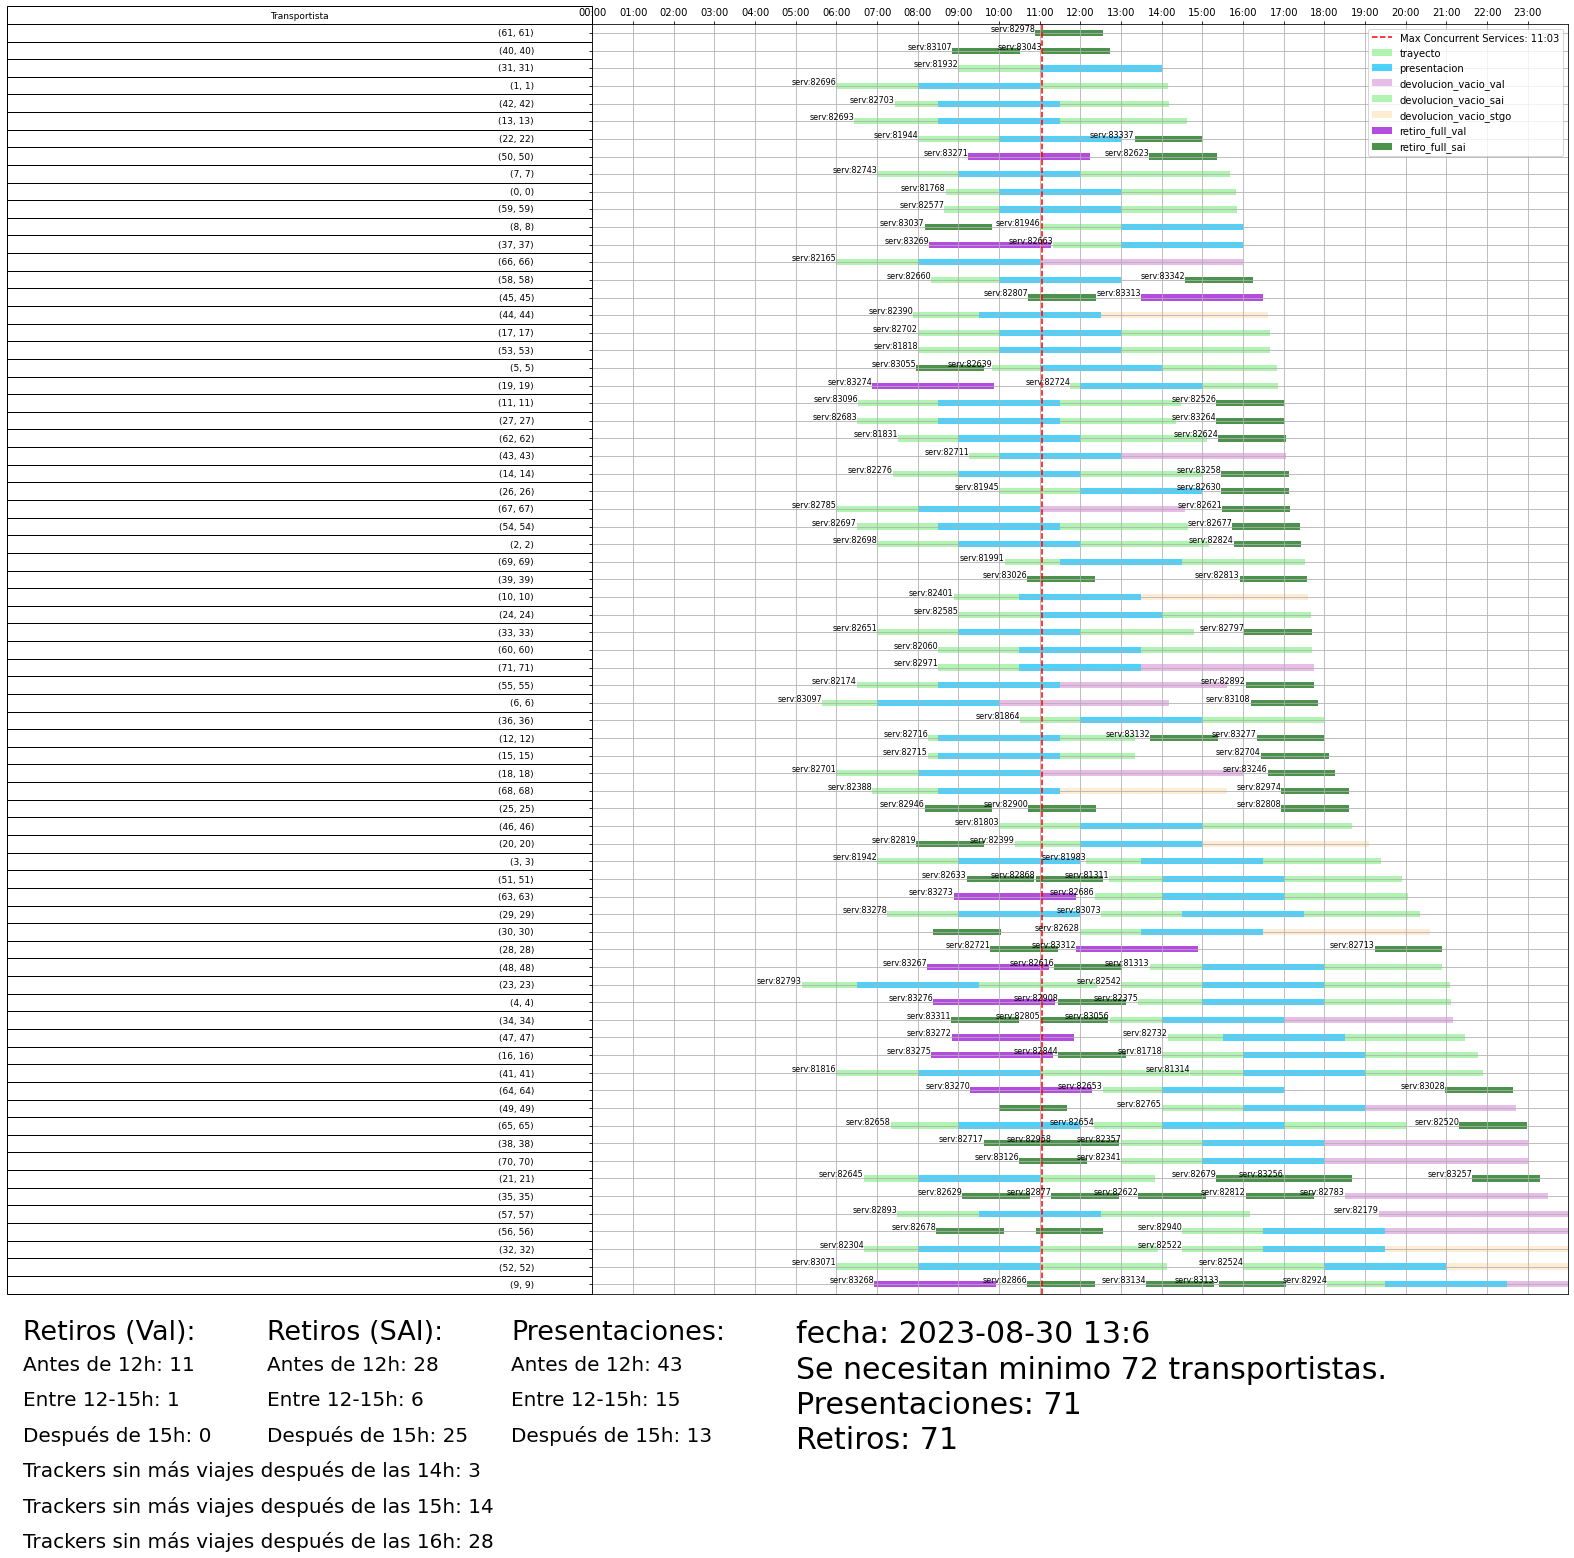 Transportista
00:00 01:00 02:00 03:00 04:00 05:00 06:00 07:00 08:00 09:00 10:00 11:00 12:00 13:00 14:00 15:00 16:00 17:00 18:00 19:00 20:00 21:00 22:00 23:00
Max Concurrent Services: 11:03
trayecto
presentacion
devolucion_vacio_val
devolucion_vacio_sai
devolucion_vacio_stgo
retiro_full_val
retiro_full_sai
(61, 61) serv:82978
(40, 40) serv:83107 serv:83043
(31, 31) serv:81932
(1, 1) serv:82696
(42, 42) serv:82703
(13, 13) serv:82693
(22, 22) serv:81944 serv:83337
(50, 50) serv:83271 serv:82623
(7, 7) serv:82743
(0, 0) serv:81768
(59, 59) serv:82577
(8, 8) serv:83037 serv:81946
(37, 37) serv:83269 serv:82663
(66, 66) serv:82165
(58, 58) serv:82660 serv:83342
(45, 45) serv:82807 serv:83313
(44, 44) serv:82390
(17, 17) serv:82702
(53, 53) serv:81818
(5, 5) serv:83055 serv:82639
(19, 19) serv:83274 serv:82724
(11, 11) serv:83096 serv:82526
(27, 27) serv:82683 serv:83264
(62, 62) serv:81831 serv:82624
(43, 43) serv:82711
(14, 14) serv:82276 serv:83258
(26, 26) serv:81945 serv:82630
(67, 67) serv:82785 serv:82621
(54, 54) serv:82697 serv:82677
(2, 2) serv:82698 serv:82824
(69, 69) serv:81991
(39, 39) serv:83026 serv:82813
(10, 10) serv:82401
(24, 24) serv:82585
(33, 33) serv:82651 serv:82797
(60, 60) serv:82060
(71, 71) serv:82971
(55, 55) serv:82174 serv:82892
(6, 6) serv:83097 serv:83108
(36, 36) serv:81864
(12, 12) serv:82716 serv:83132 serv:83277
(15, 15) serv:82715 serv:82704
(18, 18) serv:82701 serv:83246
(68, 68) serv:82388 serv:82974
(25, 25) serv:82946 serv:82900 serv:82808
(46, 46) serv:81803
(20, 20) serv:82819 serv:82399
(3, 3) serv:81942 serv:81983
(51, 51) serv:82633 serv:82868 serv:81311
(63, 63) serv:83273 serv:82686
(29, 29) serv:83278 serv:83073
(30, 30) serv:82628
(28, 28) serv:82721 serv:83312 serv:82713
(48, 48) serv:83267 serv:82616 serv:81313
(23, 23) serv:82793 serv:82542
(4, 4) serv:83276 serv:82908 serv:82375
(34, 34) serv:83311 serv:82805 serv:83056
(47, 47) serv:83272 serv:82732
(16, 16) serv:83275 serv:82844 serv:81718
(41, 41) serv:81816 serv:81314
(64, 64) serv:83270 serv:82653 serv:83028
(49, 49) serv:82765
(65, 65) serv:82658 serv:82654 serv:82520
(38, 38) serv:82717 serv:82958 serv:82357
(70, 70) serv:83126 serv:82341
(21, 21) serv:82645 serv:82679 serv:83256 serv:83257
(35, 35) serv:82629 serv:82877 serv:82622 serv:82812 serv:82783
(57, 57) serv:82893 serv:82179
(56, 56) serv:82678 serv:82940
(32, 32) serv:82304 serv:82522
(52, 52) serv:83071 serv:82524
(9, 9) serv:83268 serv:82866 serv:83134 serv:83133 serv:82924
Retiros (Val): Retiros (SAI): Presentaciones: fecha: 2023-08-30 13:6
Antes de 12h: 11 Antes de 12h: 28 Antes de 12h: 43 Se necesitan minimo 72 transportistas.
Entre 12-15h: 1 Entre 12-15h: 6 Entre 12-15h: 15 Presentaciones: 71
Después de 15h: 0 Después de 15h: 25 Después de 15h: 13 Retiros: 71
Trackers sin más viajes después de las 14h: 3
Trackers sin más viajes después de las 15h: 14
Trackers sin más viajes después de las 16h: 28